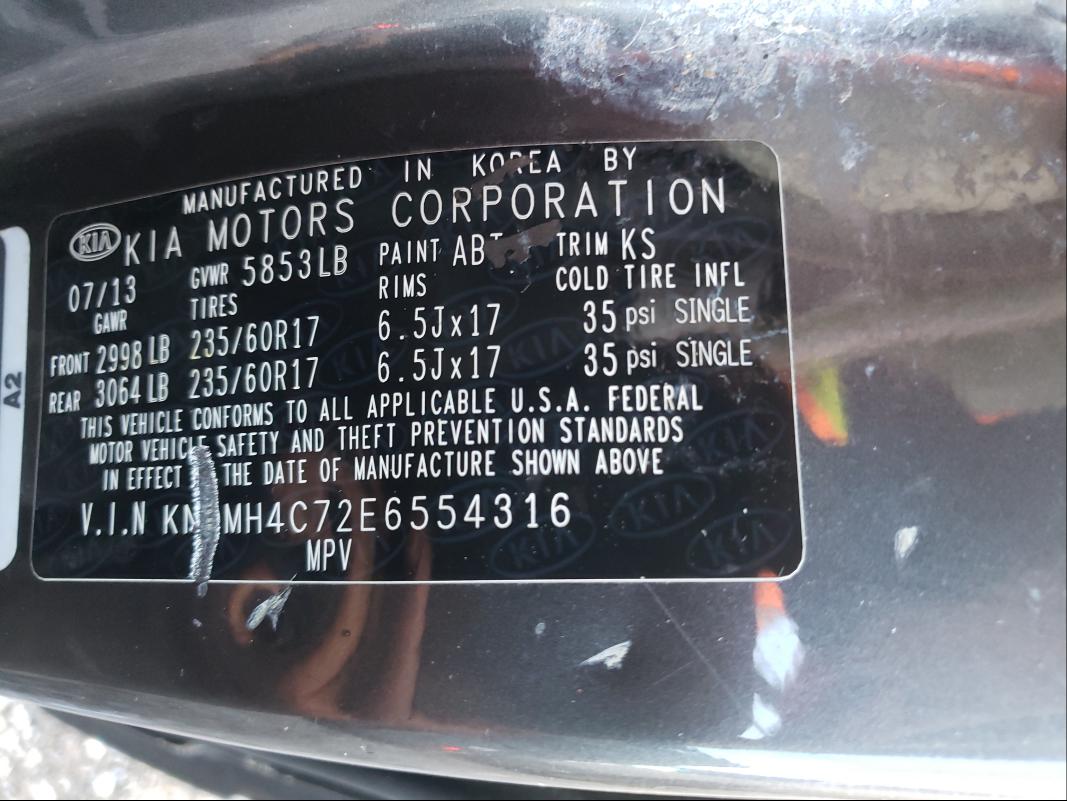 MANUFACTURED IN KOREA BY
KIA KIA MOTORS CORPORATION
07/13 GVWR 5853LB PAINT TRIM KS
GAWR TIRES RIMS COLD TIRE INFL
FRONT 2998 LB 235/60R17 6.5Jx17 35 psi SINGLE
REAR 3064 LB 235/60R17 6.5Jx17 35 psi SINGLE
THIS VEHICLE CONFORMS TO ALL APPLICABLE U.S.A. FEDERAL
MOTOR VEHICLE SAFETY AND THEFT PREVENTION STANDARDS
IN EFFECT THE DATE OF MANUFACTURE SHOWN ABOVE
V.I.N
MPV
A2